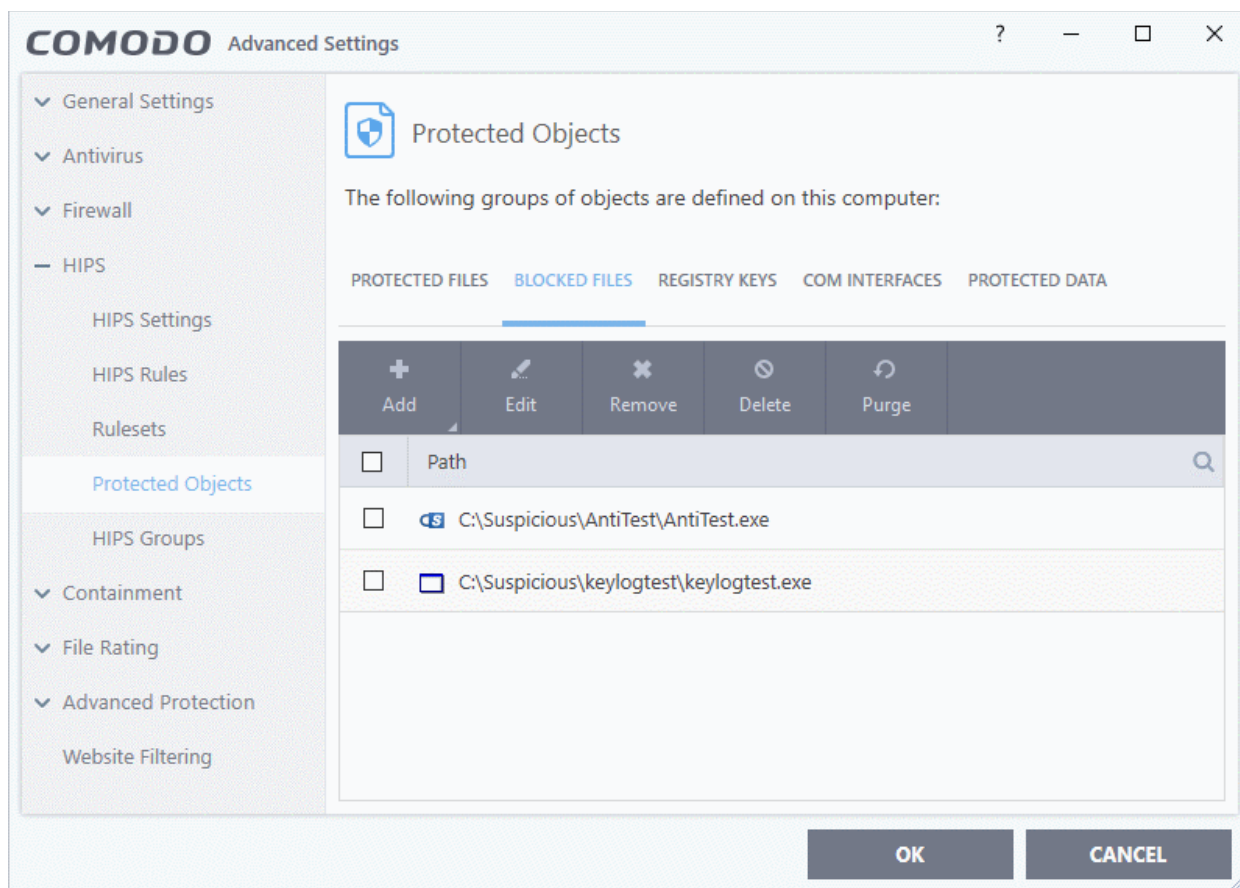 COMODO Advanced Settings ?
General Settings
Antivirus
Firewall
HIPS
HIPS Settings
HIPS Rules
Rulesets
Protected Objects
HIPS Groups
Containment
File Rating
Advanced Protection
Website Filtering
Protected Objects
The following groups of objects are defined on this computer:
PROTECTED FILES BLOCKED FILES REGISTRY KEYS COM INTERFACES PROTECTED DATA
Add Edit Remove Delete Purge
Path
C:\Suspicious\AntiTest\AntiTest.exe
C:\Suspicious\keylogtest\keylogtest.exe
OK CANCEL